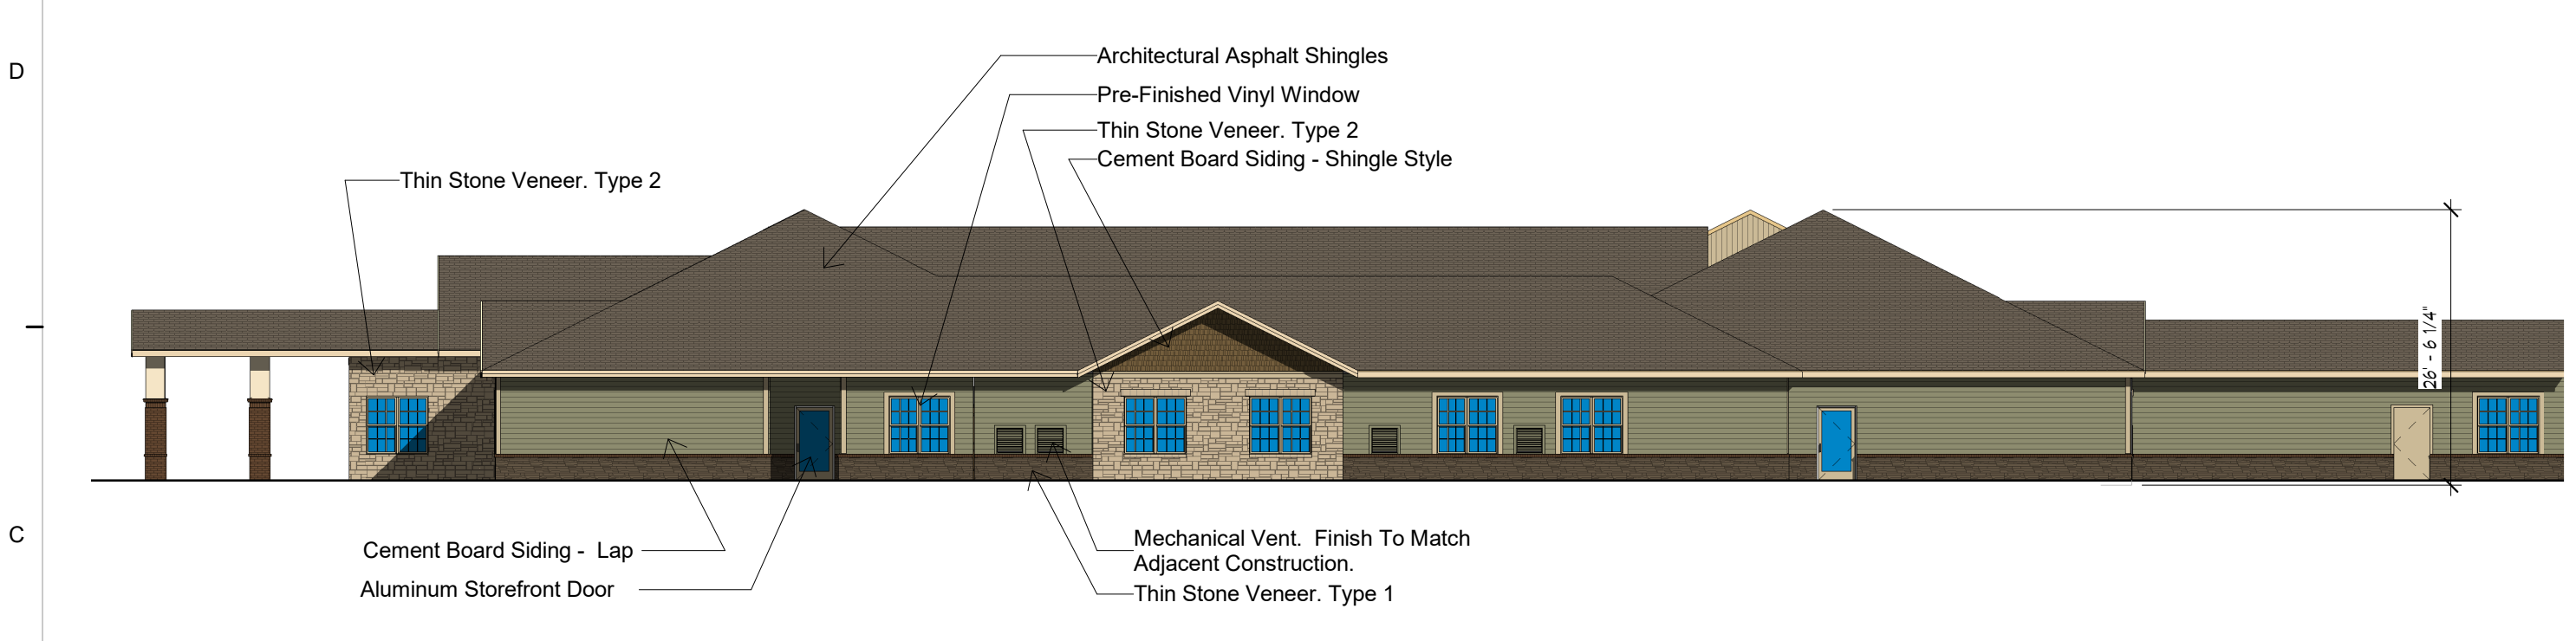 D
Architectural Asphalt Shingles
Pre-Finished Vinyl Window
Thin Stone Veneer. Type 2
Cement Board Siding - Shingle Style
Thin Stone Veneer. Type 2
26' - 6 1/4"
C
Cement Board Siding -  Lap
Aluminum Storefront Door
Mechanical Vent.  Finish To Match
Adjacent Construction.
Thin Stone Veneer. Type 1